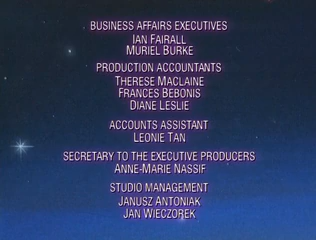 BUSINESS AFFAIRS EXECUTIVES
IAN FAIRALL
MURIEL BURKE
PRODUCTION ACCOUNTANTS
THERESE MACLAINE
FRANCES BEBONIS
DIANE LESLIE
ACCOUNTS ASSISTANT
LEONIE TAN
SECRETARY TO THE EXECUTIVE PRODUCERS
ANNE-MARIE NASSIF
STUDIO MANAGEMENT
JANUSZ ANTONIAK
JAN WIECZOREK